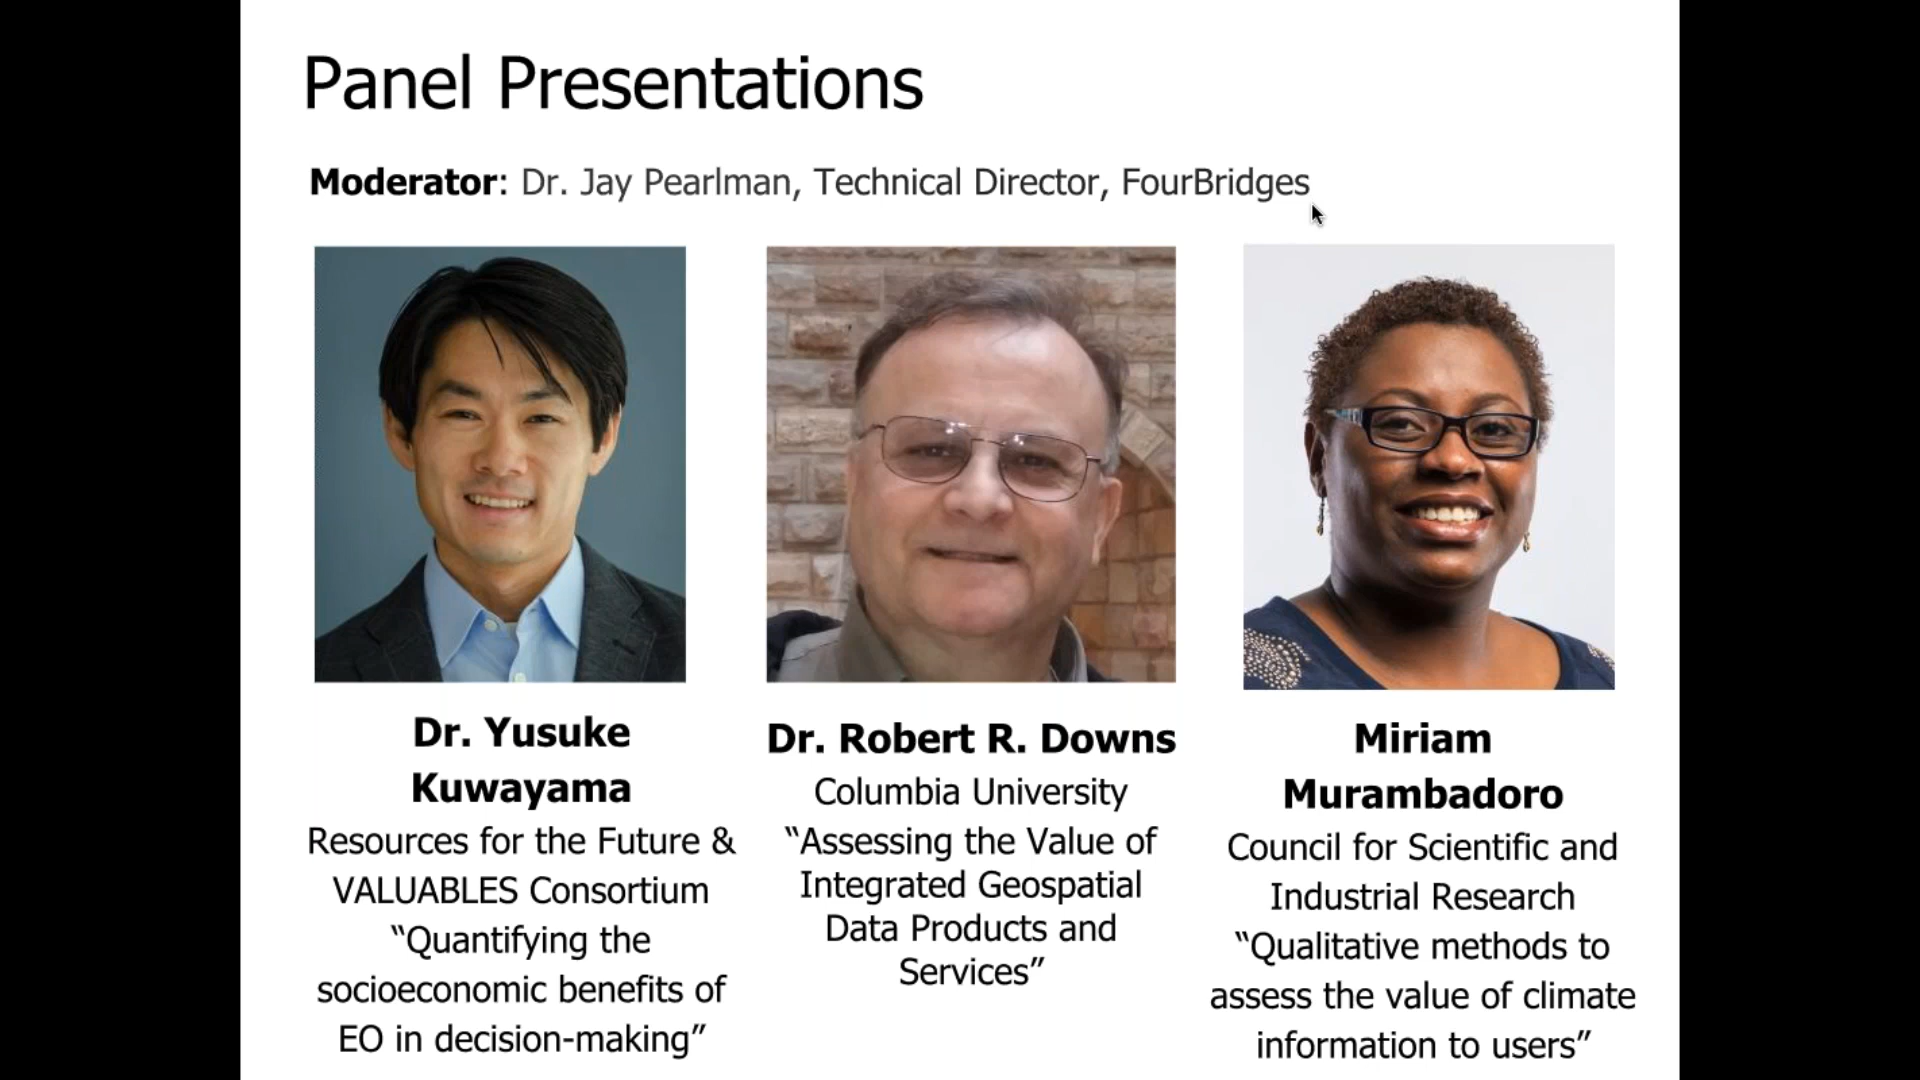 Panel Presentations
Moderator: Dr. Jay Pearlman, Technical Director, FourBridges
Dr. Yusuke
Kuwayama
Resources for the Future &
VALUABLES Consortium
“Quantifying the
socioeconomic benefits of
EO in decision-making”
Dr. Robert R. Downs
Columbia University
“Assessing the Value of
Integrated Geospatial
Data Products and
Services”
Miriam
Murambadoro
Council for Scientific and
Industrial Research
“Qualitative methods to
assess the value of climate
information to users”